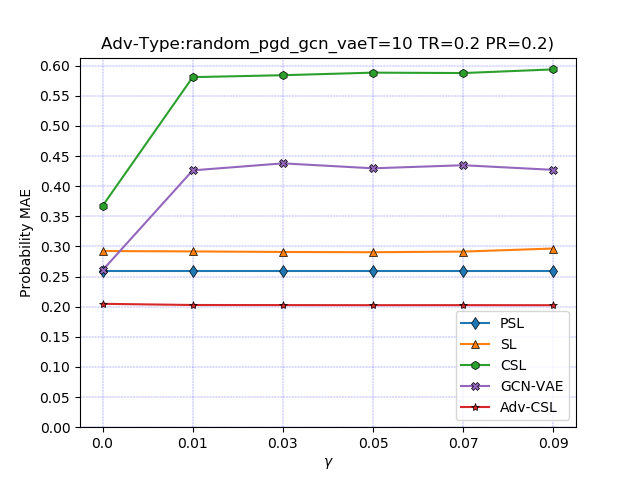 Adv-Type:random_pgd_gcn_vaeT=10 TR=0.2 PR=0.2)
Probability MAE
0.60
0.55
0.50
0.45
0.40
0.35
0.30
0.25
0.20
0.15
0.10
0.05
0.00
0.0 0.01 0.03 0.05 0.07 0.09
γ
PSL
SL
CSL
GCN-VAE
Adv-CSL